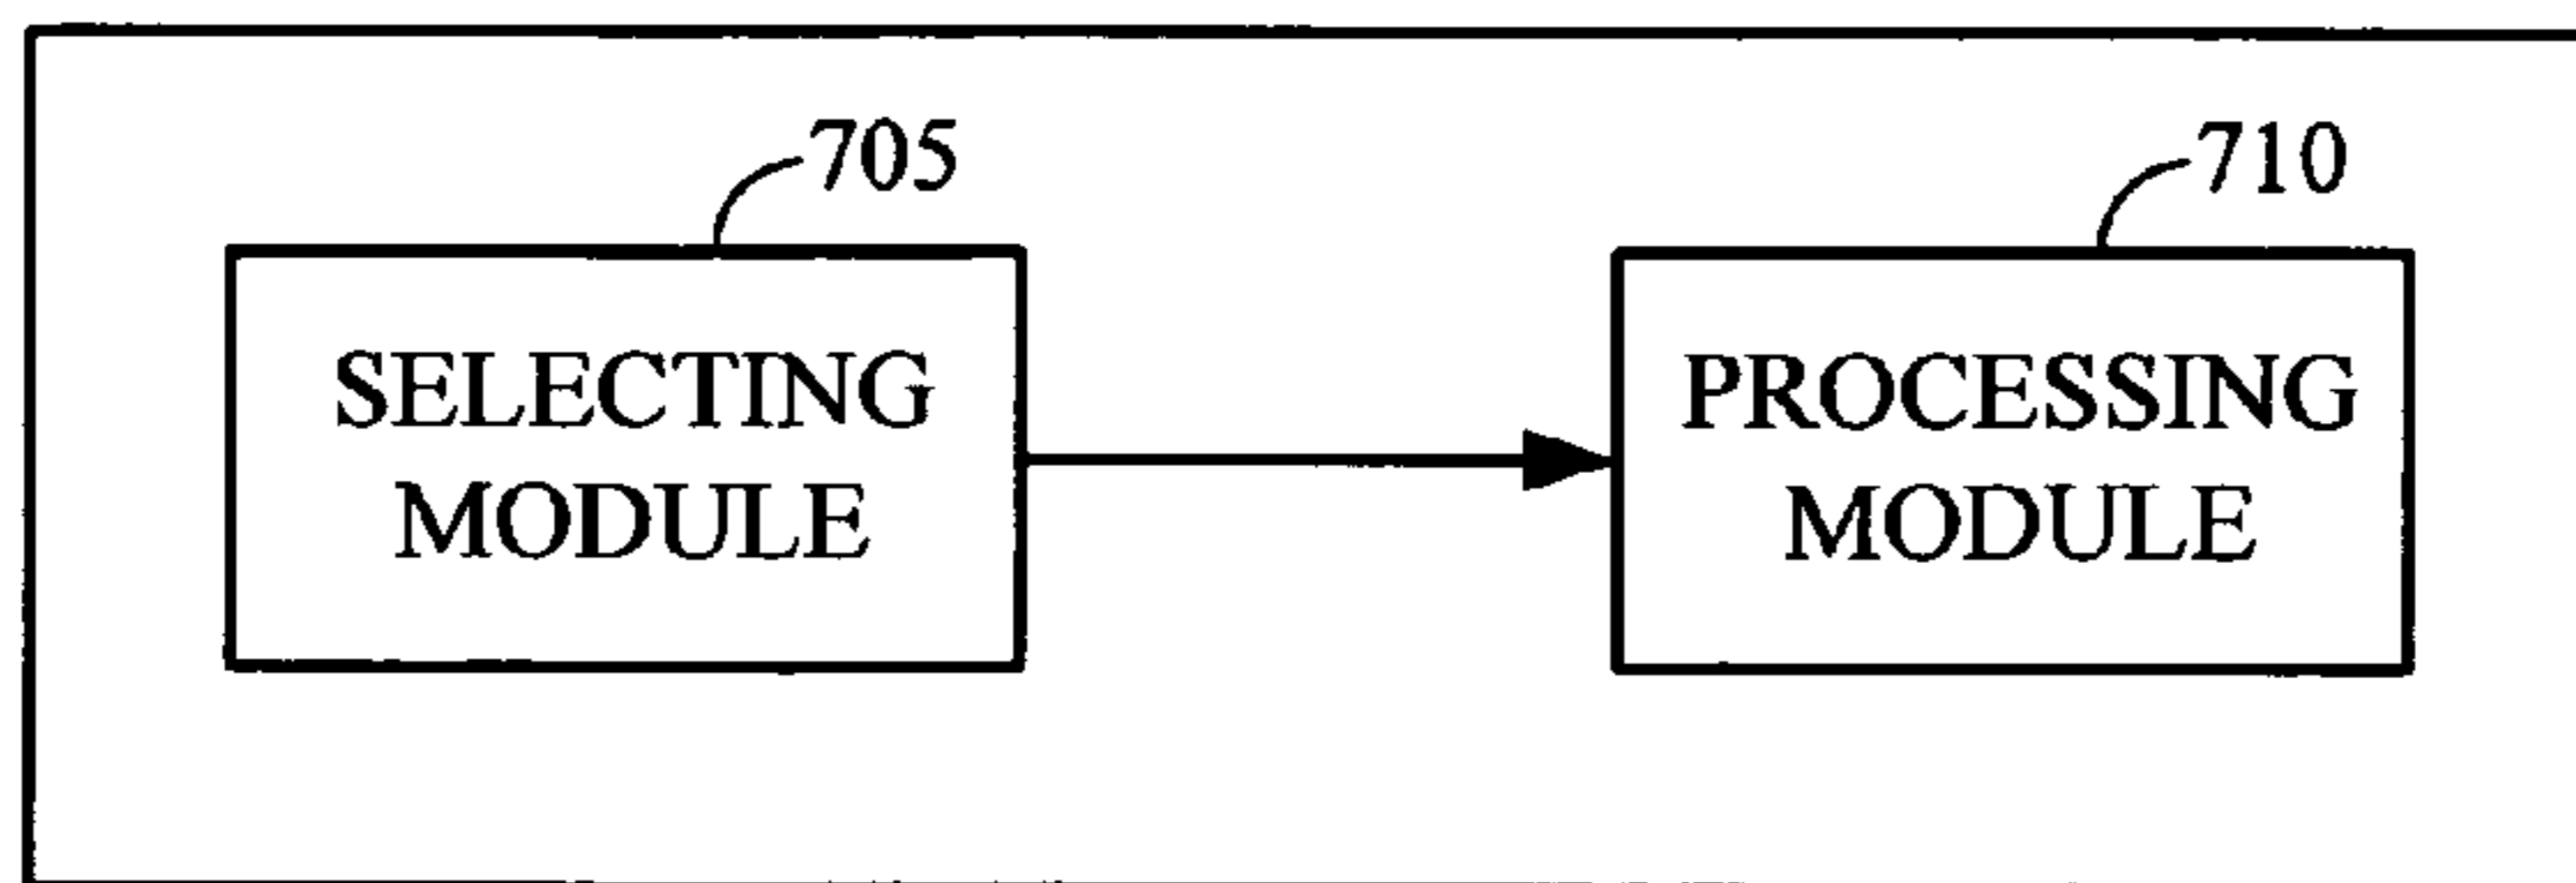 705
710
SELECTING
MODULE
PROCESSING
MODULE